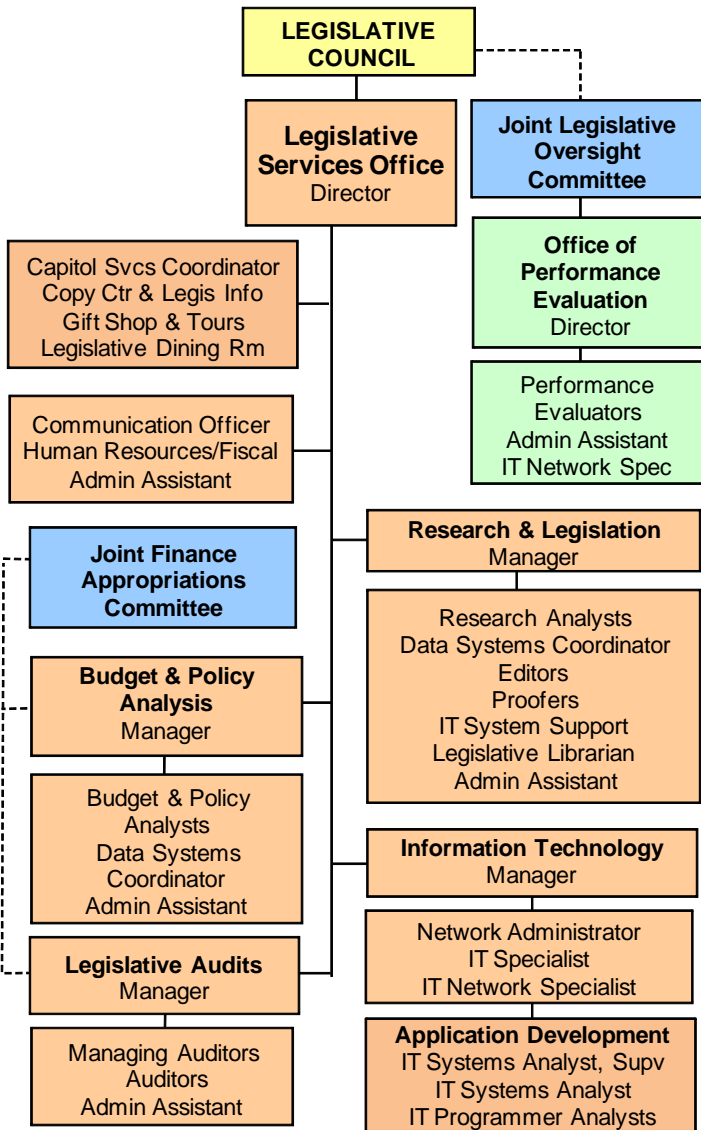 LEGISLATIVE
COUNCIL
Legislative
Services Office
Director
Joint Legislative
Oversight
Committee
Office of
Performance
Evaluation
Director
Performance
Evaluators
Admin Assistant
IT Network Spec
Capitol Svcs Coordinator
Copy Ctr & Legis Info
Gift Shop & Tours
Legislative Dining Rm
Communication Officer
Human Resources/Fiscal
Admin Assistant
Joint Finance
Appropriations
Committee
Budget & Policy
Analysis
Manager
Budget & Policy
Analysts
Data Systems
Coordinator
Admin Assistant
Legislative Audits
Manager
Managing Auditors
Auditors
Admin Assistant
Research & Legislation
Manager
Research Analysts
Data Systems Coordinator
Editors
Proofers
IT System Support
Legislative Librarian
Admin Assistant
Information Technology
Manager
Network Administrator
IT Specialist
IT Network Specialist
Application Development
IT Systems Analyst, Supv
IT Systems Analyst
IT Programmer Analysts